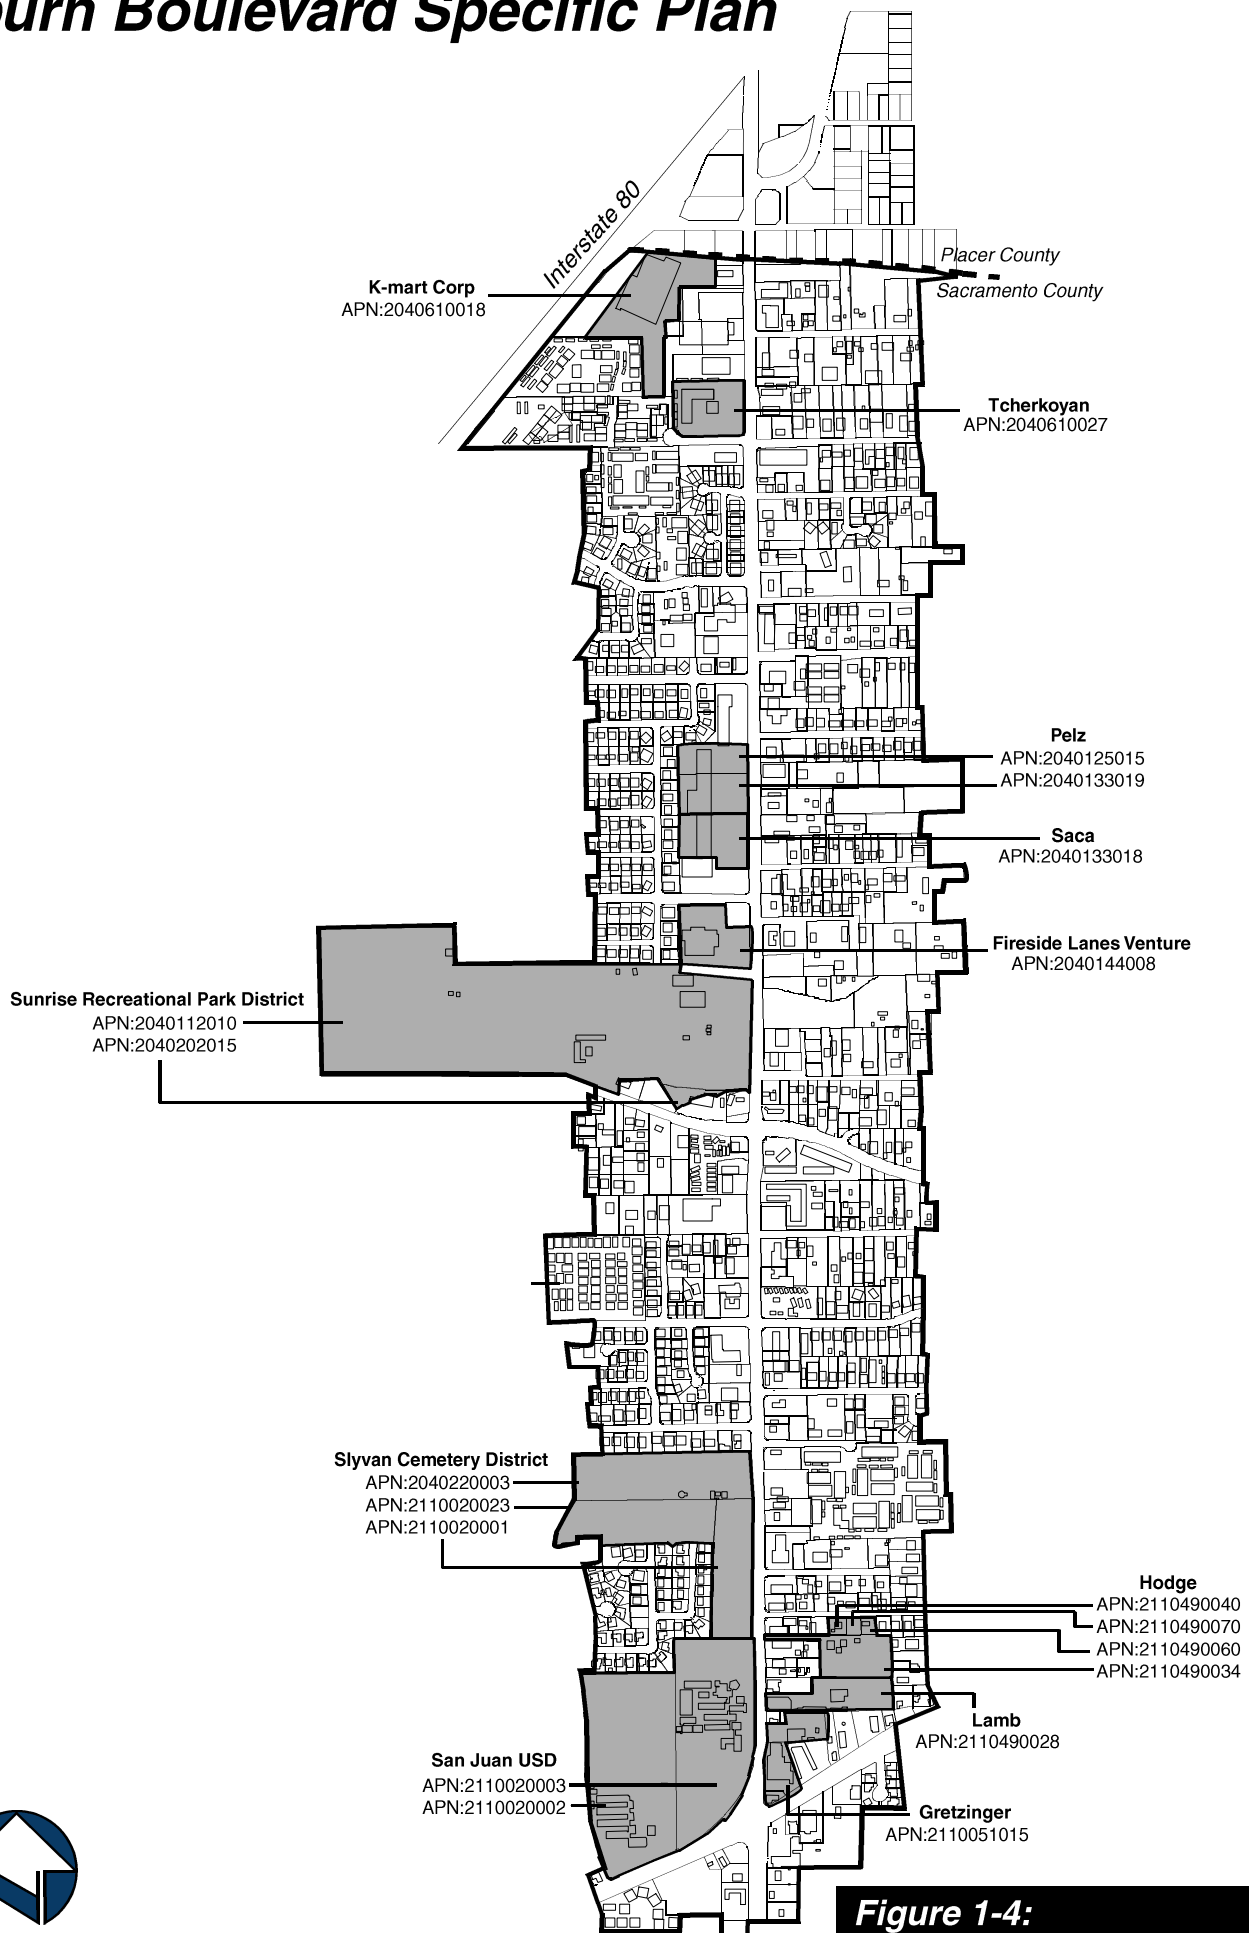 Boulevard Specific Plan
Interstate 80
Placer County
Sacramento County
K-mart Corp
APN:2040610018
Tcherkoyan
APN:2040610027
Pelz
APN:2040125015
APN:2040133019
Saca
APN:2040133018
Fireside Lanes Venture
APN:2040144008
Sunrise Recreational Park District
APN:2040112010
APN:2040202015
Slyvan Cemetery District
APN:2040220003
APN:2110020023
APN:2110020001
Hodge
APN:2110490040
APN:2110490070
APN:2110490060
APN:2110490034
Lamb
APN:2110490028
San Juan USD
APN:2110020003
APN:2110020002
Gretzinger
APN:2110051015
Figure 1-4: